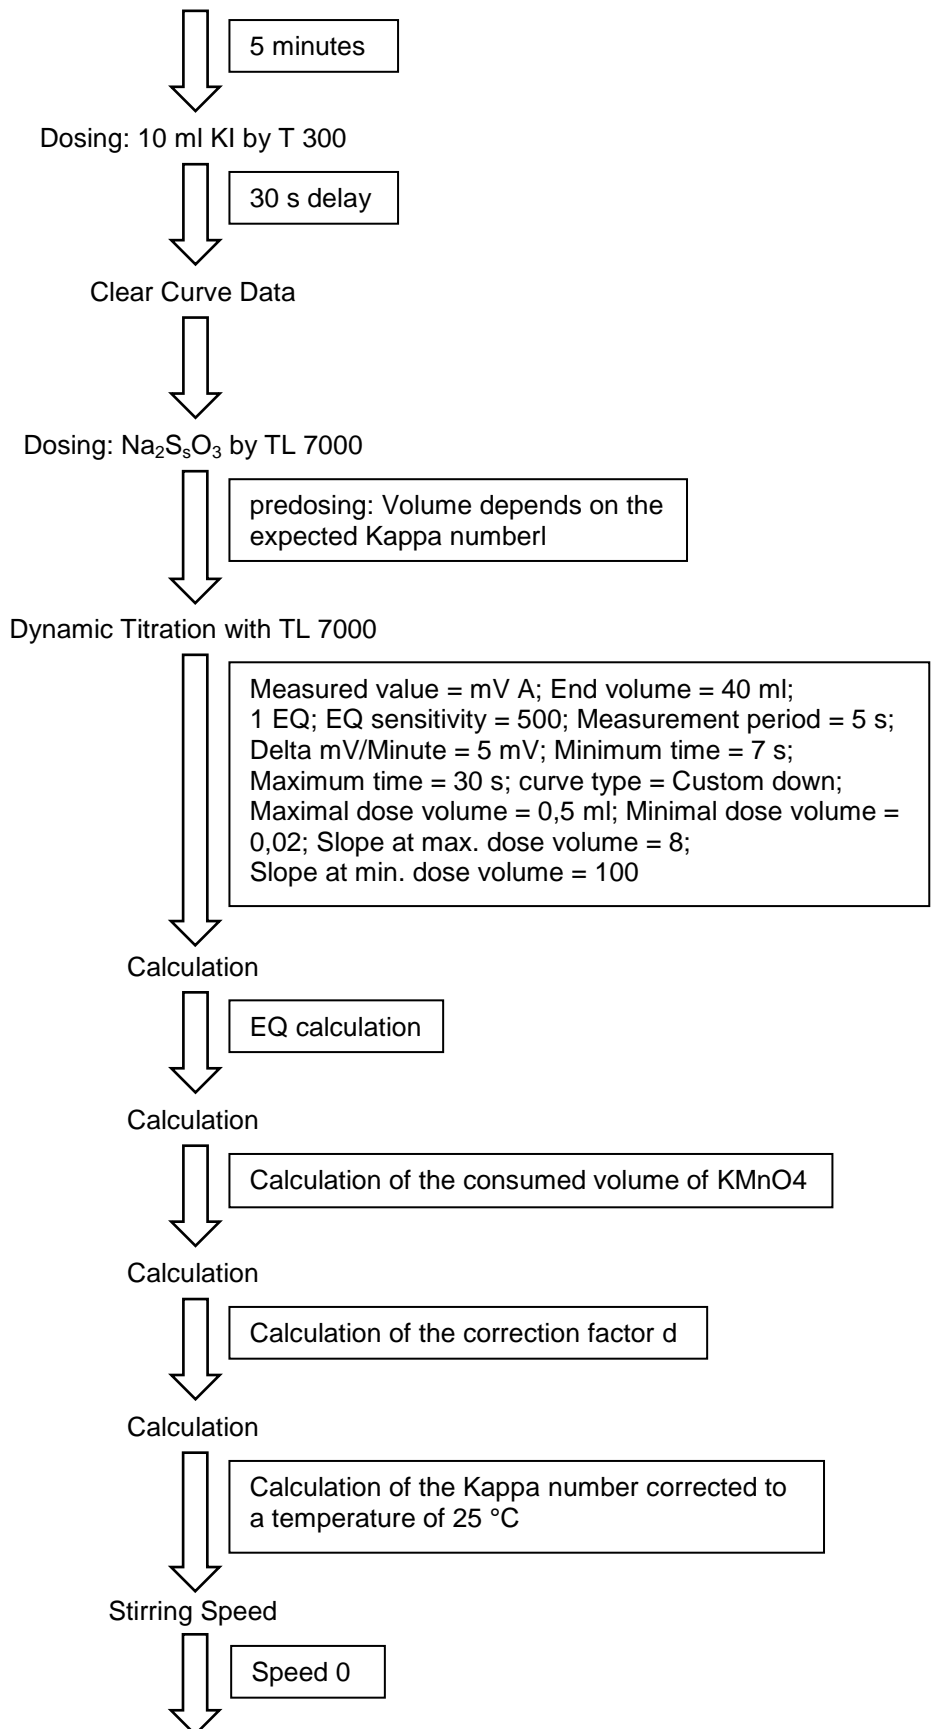 5 minutes
Dosing: 10 ml KI by T 300
30 s delay
Clear Curve Data
Dosing: Na₂SₛO₃ by TL 7000
predosing: Volume depends on the
expected Kappa numberl
Dynamic Titration with TL 7000
Measured value = mV A; End volume = 40 ml;
1 EQ; EQ sensitivity = 500; Measurement period = 5 s;
Delta mV/Minute = 5 mV; Minimum time = 7 s;
Maximum time = 30 s; curve type = Custom down;
Maximal dose volume = 0,5 ml; Minimal dose volume =
0,02; Slope at max. dose volume = 8;
Slope at min. dose volume = 100
Calculation
EQ calculation
Calculation
Calculation of the consumed volume of KMnO4
Calculation
Calculation of the correction factor d
Calculation
Calculation of the Kappa number corrected to
a temperature of 25 °C
Stirring Speed
Speed 0